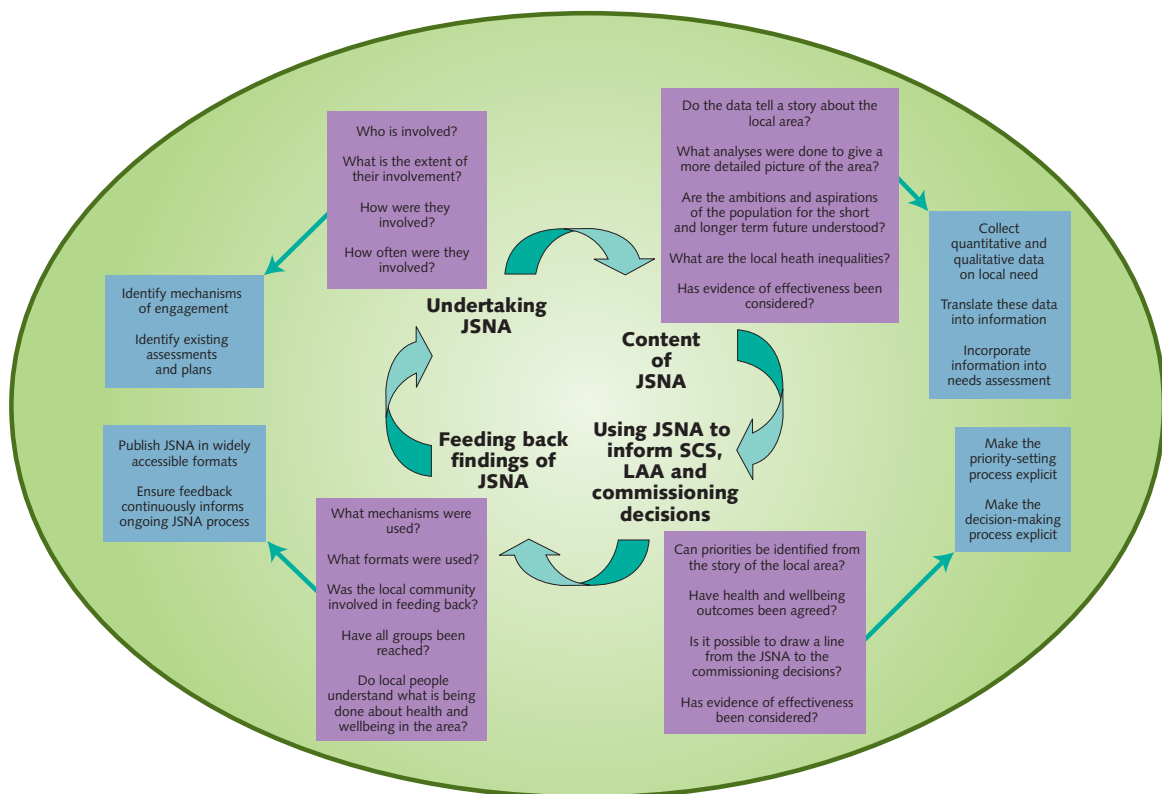 Who is involved?
What is the extent of
their involvement?
How were they
involved?
How often were they
involved?
Undertaking
JSNA
Identify mechanisms
of engagement
Identify existing
assessments
and plans
Do the data tell a story about the
local area?
What analyses were done to give a
more detailed picture of the area?
Are the ambitions and aspirations
of the population for the short
and longer term future understood?
What are the local heath inequalities?
Has evidence of effectiveness been
considered?
Content
of
JSNA
Collect
quantitative and
qualitative data
on local need
Translate these data
into information
Incorporate
information into
needs assessment
Using JSNA to
inform SCS,
LAA and
commissioning
decisions
Can priorities be identified from
the story of the local area?
Have health and wellbeing
outcomes been agreed?
Is it possible to draw a line
from the JSNA to the
commissioning decisions?
Has evidence of effectiveness
been considered?
Make the
priority-setting
process explicit
Make the
decision-making
process explicit
Feeding back
findings of
JSNA
What mechanisms were
used?
What formats were used?
Was the local community
involved in feeding back?
Have all groups been
reached?
Do local people
understand what is being
done about health and
wellbeing in the area?
Publish JSNA in widely
accessible formats
Ensure feedback
continuously informs
ongoing JSNA process